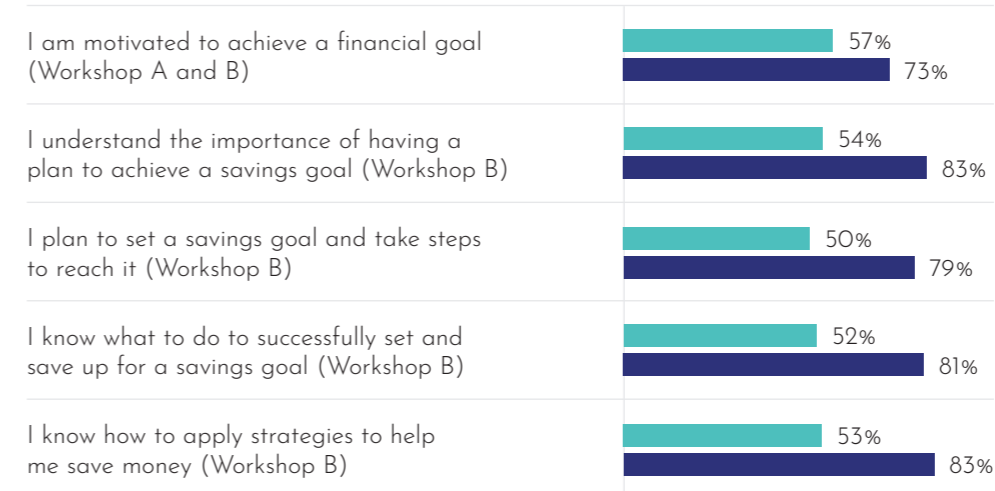 I am motivated to achieve a financial goal
(Workshop A and B)
57%
73%
I understand the importance of having a
plan to achieve a savings goal (Workshop B)
54%
83%
I plan to set a savings goal and take steps
to reach it (Workshop B)
50%
79%
I know what to do to successfully set and
save up for a savings goal (Workshop B)
52%
81%
I know how to apply strategies to help
me save money (Workshop B)
53%
83%